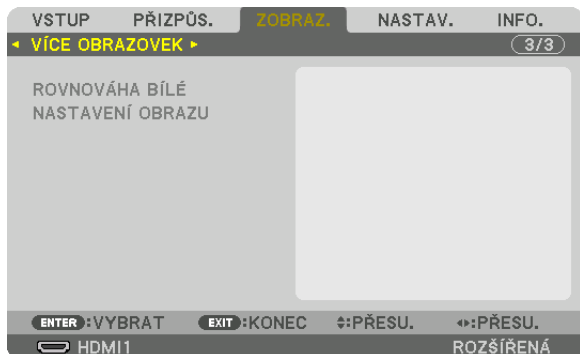 VSTUP PŘIZPŮS. ZOBRAZ. NASTAV. INFO.
VÍCE OBRAZOVEK 3/3
ROVNOVÁHA BÍLÉ
NASTAVENÍ OBRAZU
ENTER:VYBRAT EXIT:KONEC :PŘESU. :PŘESU.
HDMI1 ROZŠÍŘENÁ